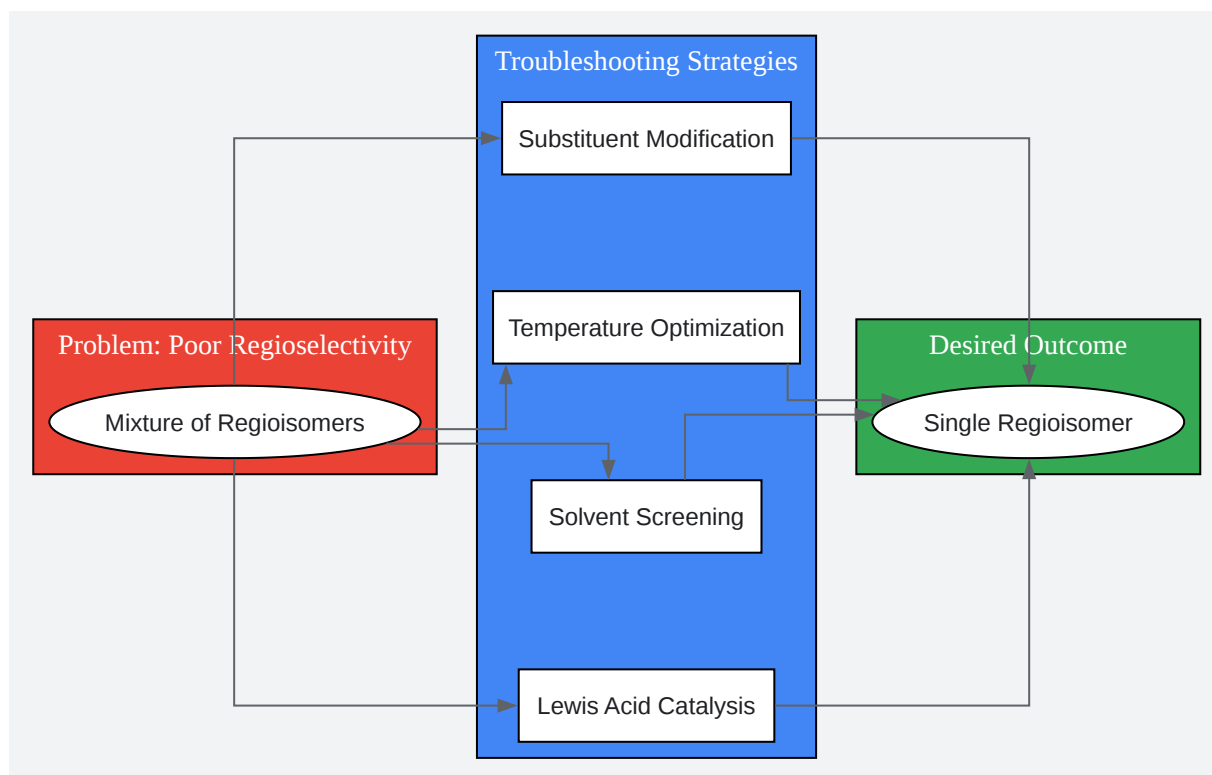 Problem: Poor Regioselectivity
Mixture of Regioisomers
Troubleshooting Strategies
Substituent Modification
Temperature Optimization
Solvent Screening
Lewis Acid Catalysis
Desired Outcome
Single Regioisomer